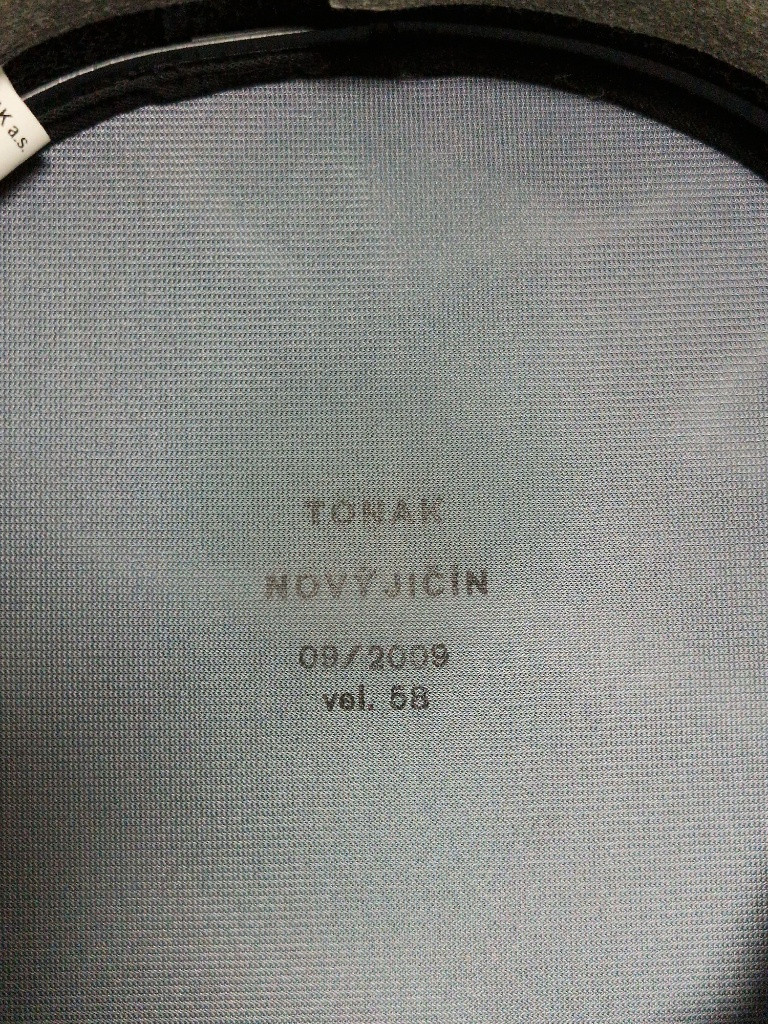 K a.s.
TONAK
NOVÝ JIČÍN
09/2009
vel. 58